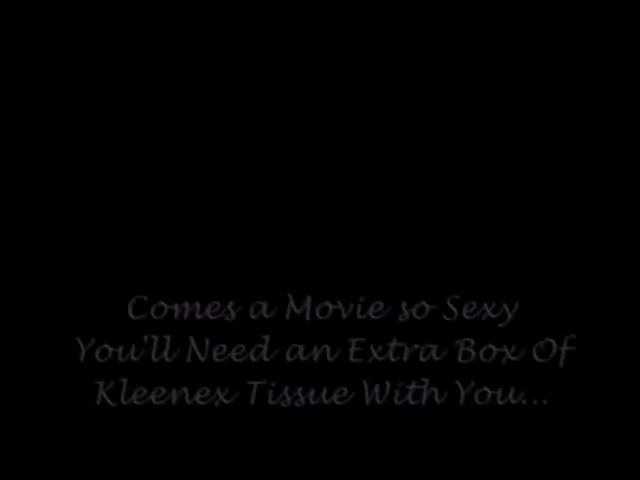 Comes a Movie so Sexy
You'll Need an Extra Box Of
Kleenex Tissue With You...